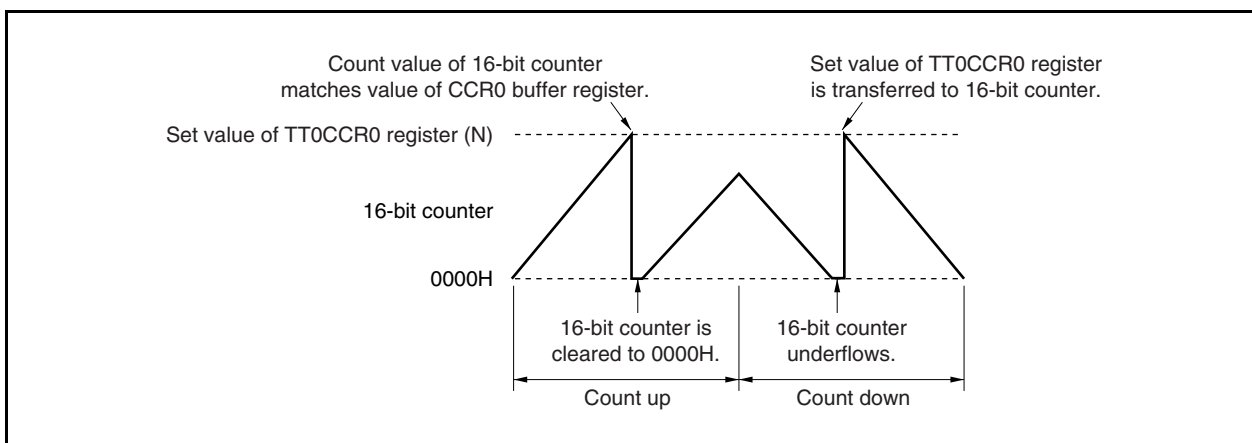 Count value of 16-bit counter
matches value of CCR0 buffer register.
Set value of TT0CCR0 register
is transferred to 16-bit counter.
Set value of TT0CCR0 register (N)
16-bit counter
0000H
16-bit counter is
cleared to 0000H.
16-bit counter
underflows.
Count up
Count down